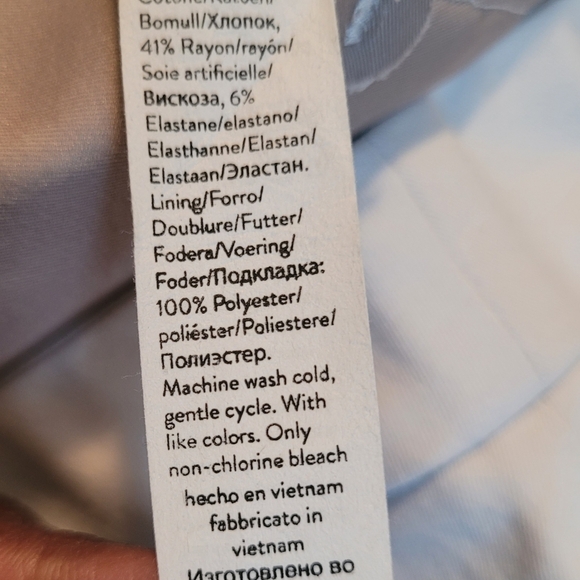 Bomull/Хлопок,
41% Rayon/rayón/
Soie artificielle/
Вискоза, 6%
Elastane/elastano/
Elasthanne/Elastan/
Elastaan/Эластан.
Lining/Forro/
Doublure/Futter/
Fodera/Voering/
Foder/Подкладка:
100% Polyester/
poliéster/Poliestere/
Полиэстер.
Machine wash cold,
gentle cycle. With
like colors. Only
non-chlorine bleach
hecho en vietnam
fabbricato in
vietnam
Изготовлено во